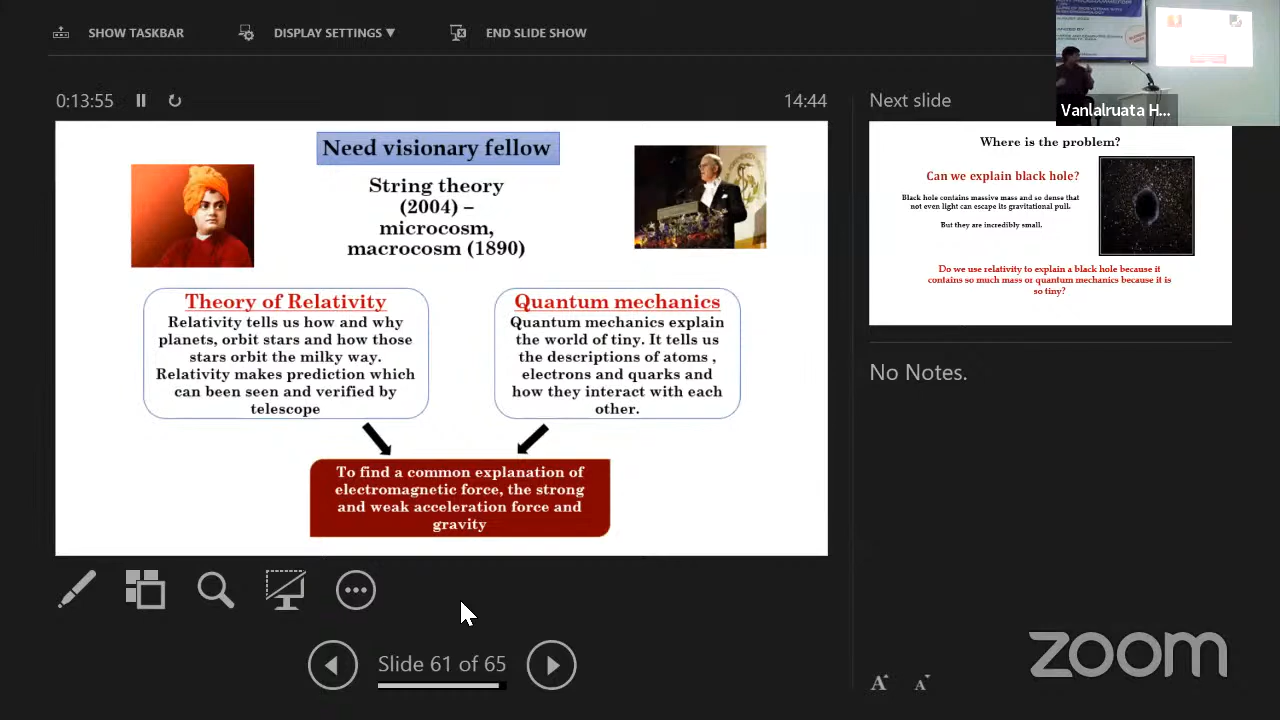 SHOW TASKBAR
DISPLAY SETTINGS ▼
END SLIDE SHOW
Vanlalruata H...
0:13:55
14:44
Need visionary fellow
String theory
(2004) –
microcosm,
macrocosm (1890)
Theory of Relativity
Relativity tells us how and why
planets, orbit stars and how those
stars orbit the milky way.
Relativity makes prediction which
can been seen and verified by
telescope
Quantum mechanics
Quantum mechanics explain
the world of tiny. It tells us
the descriptions of atoms ,
electrons and quarks and
how they interact with each
other.
To find a common explanation of
electromagnetic force, the strong
and weak acceleration force and
gravity
Slide 61 of 65
Next slide
Where is the problem?
Can we explain black hole?
Black hole contains massive mass and so dense that
not even light can escape its gravitational pull.
But they are incredibly small.
Do we use relativity to explain a black hole because it
contains so much mass or quantum mechanics because it is
so tiny?
No Notes.
zoom
A A